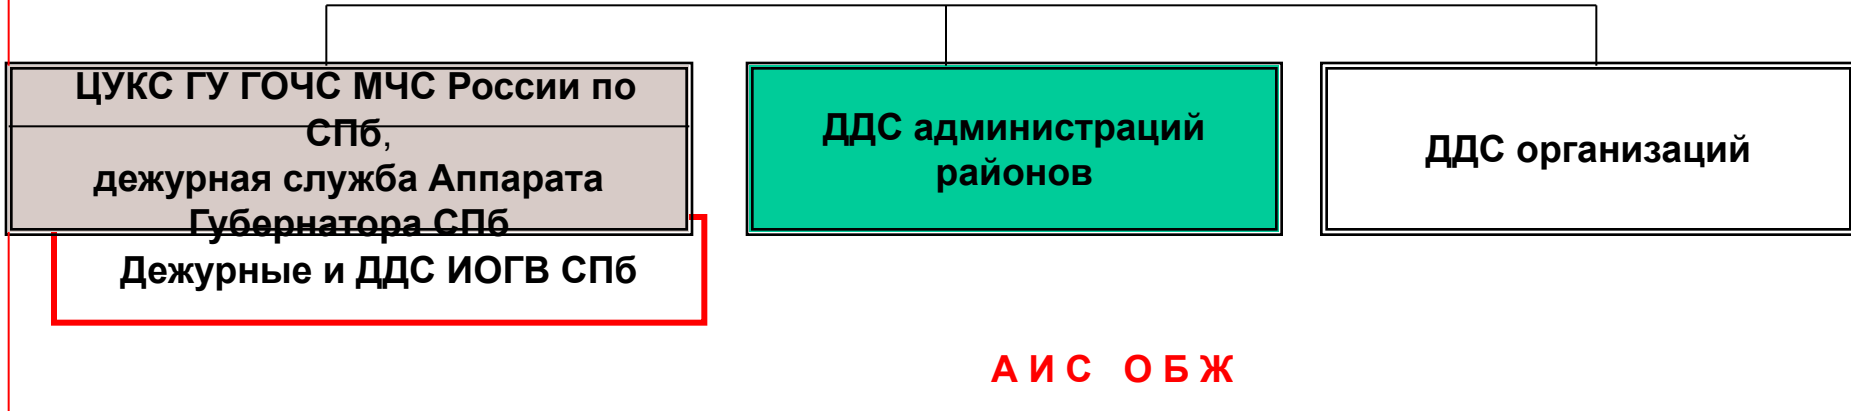 ЦУКС ГУ ГОЧС МЧС России по
СПб,
дежурная служба Аппарата
Губернатора СПб
Дежурные и ДДС ИОГВ СПб
ДДС администраций
районов
ДДС организаций
А И С О Б Ж